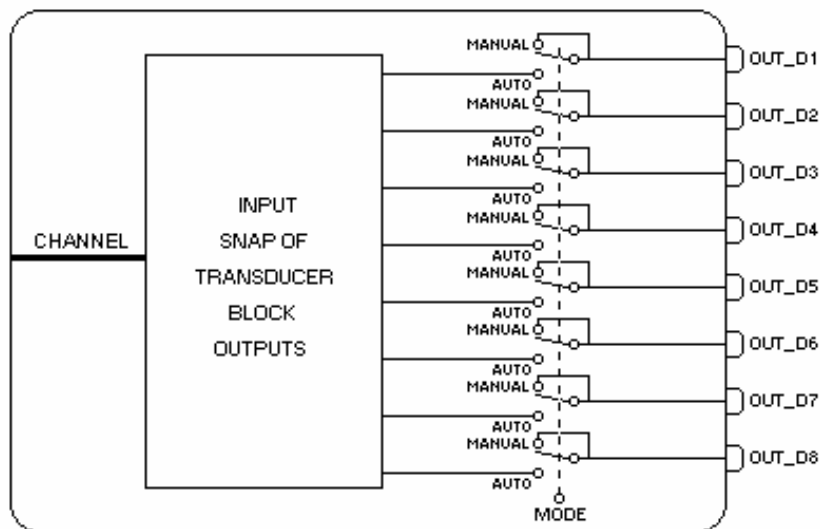 MANUAL
OUT_D1
AUTO
MANUAL
OUT_D2
AUTO
MANUAL
OUT_D3
AUTO
MANUAL
OUT_D4
AUTO
MANUAL
OUT_D5
AUTO
MANUAL
OUT_D6
AUTO
MANUAL
OUT_D7
AUTO
MANUAL
OUT_D8
AUTO
CHANNEL
INPUT
SNAP OF
TRANSDUCER
BLOCK
OUTPUTS
MODE